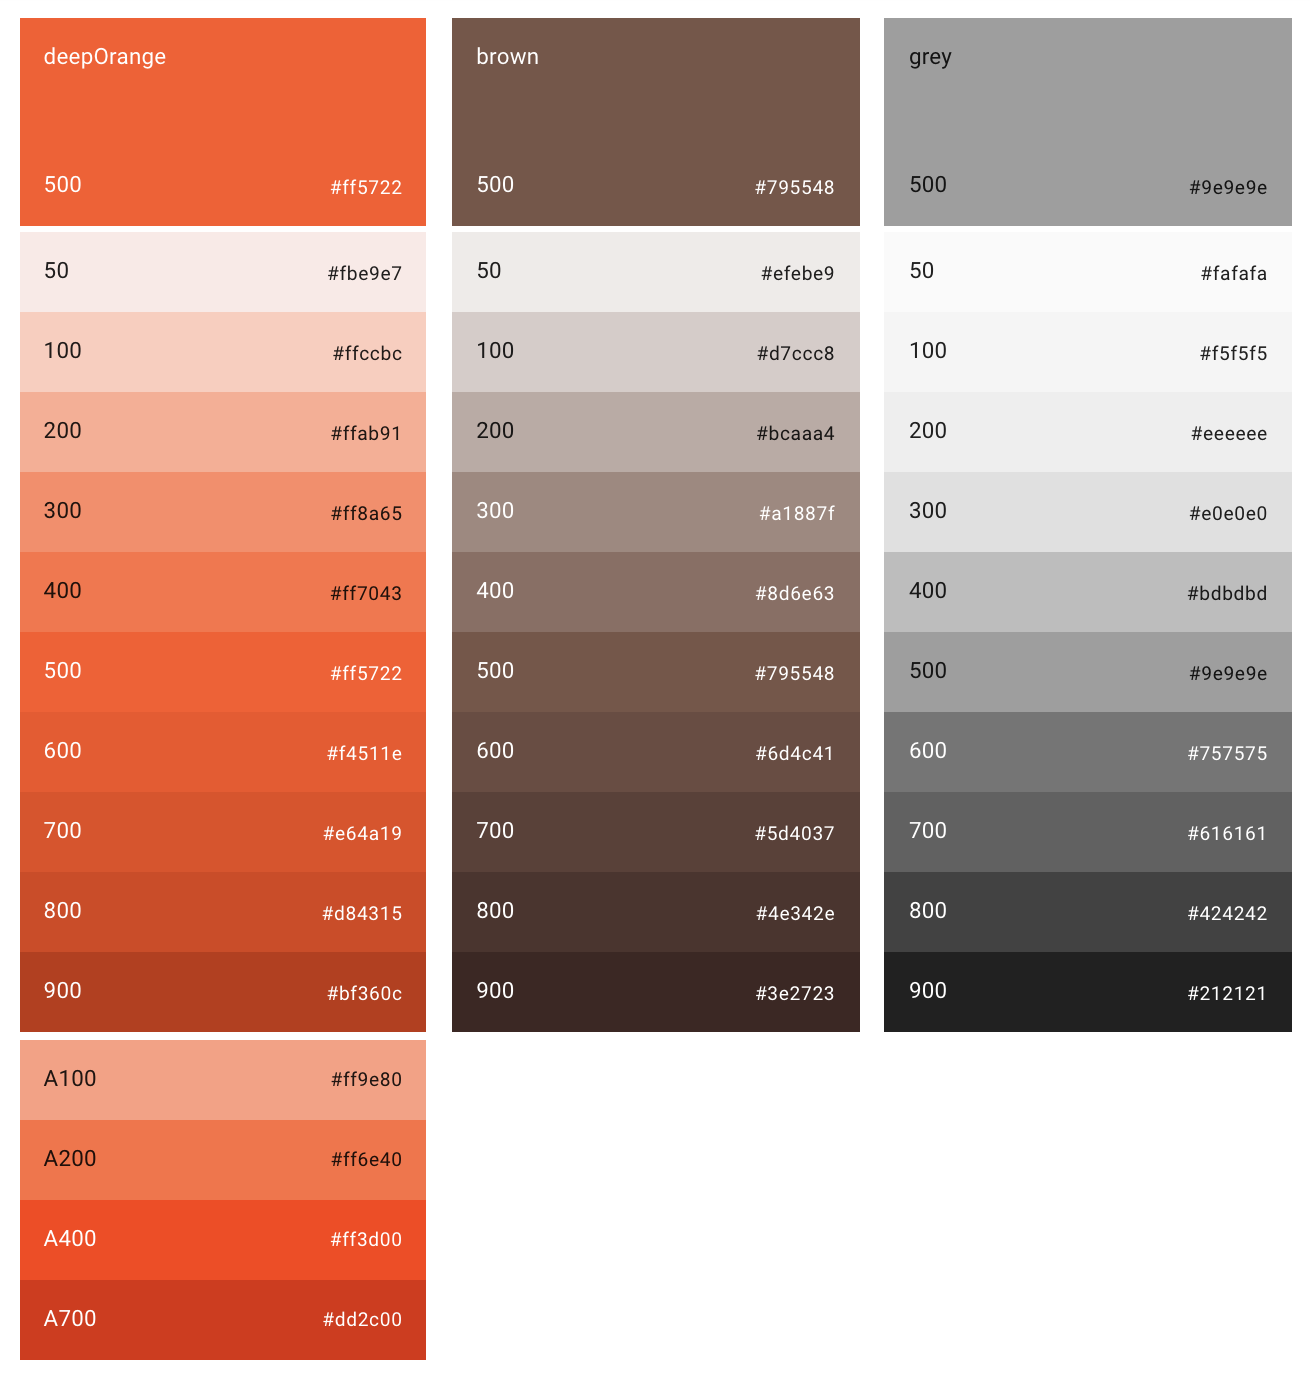 deepOrange
500 #ff5722
50 #fbe9e7
100 #ffccbc
200 #ffab91
300 #ff8a65
400 #ff7043
500 #ff5722
600 #f4511e
700 #e64a19
800 #d84315
900 #bf360c
A100 #ff9e80
A200 #ff6e40
A400 #ff3d00
A700 #dd2c00
brown
500 #795548
50 #efebe9
100 #d7ccc8
200 #bcaaa4
300 #a1887f
400 #8d6e63
500 #795548
600 #6d4c41
700 #5d4037
800 #4e342e
900 #3e2723
grey
500 #9e9e9e
50 #fafafa
100 #f5f5f5
200 #eeeeee
300 #e0e0e0
400 #bdbdbd
500 #9e9e9e
600 #757575
700 #616161
800 #424242
900 #212121